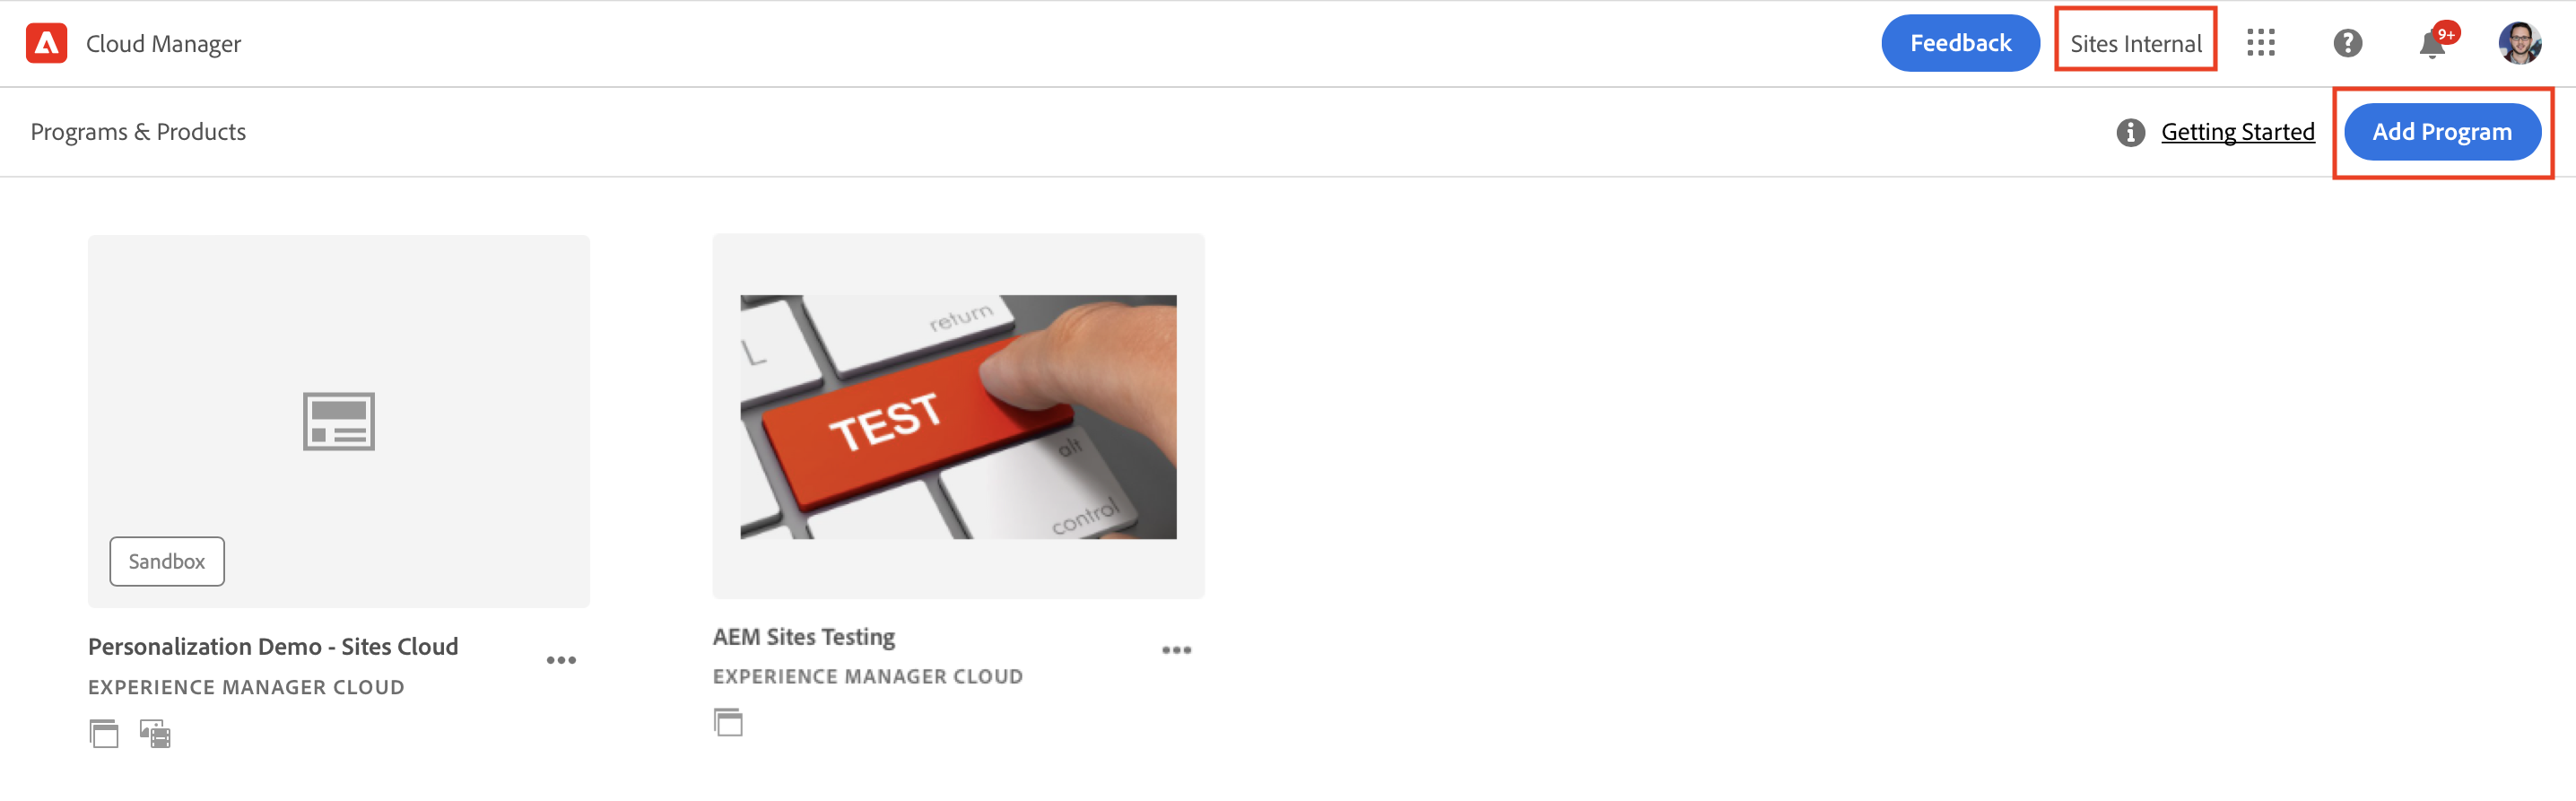 Cloud Manager
Feedback
Sites Internal
9+
Programs & Products
Getting Started
Add Program
Sandbox
Personalization Demo - Sites Cloud
EXPERIENCE MANAGER CLOUD
L
return
TEST
alt
control
AEM Sites Testing
EXPERIENCE MANAGER CLOUD